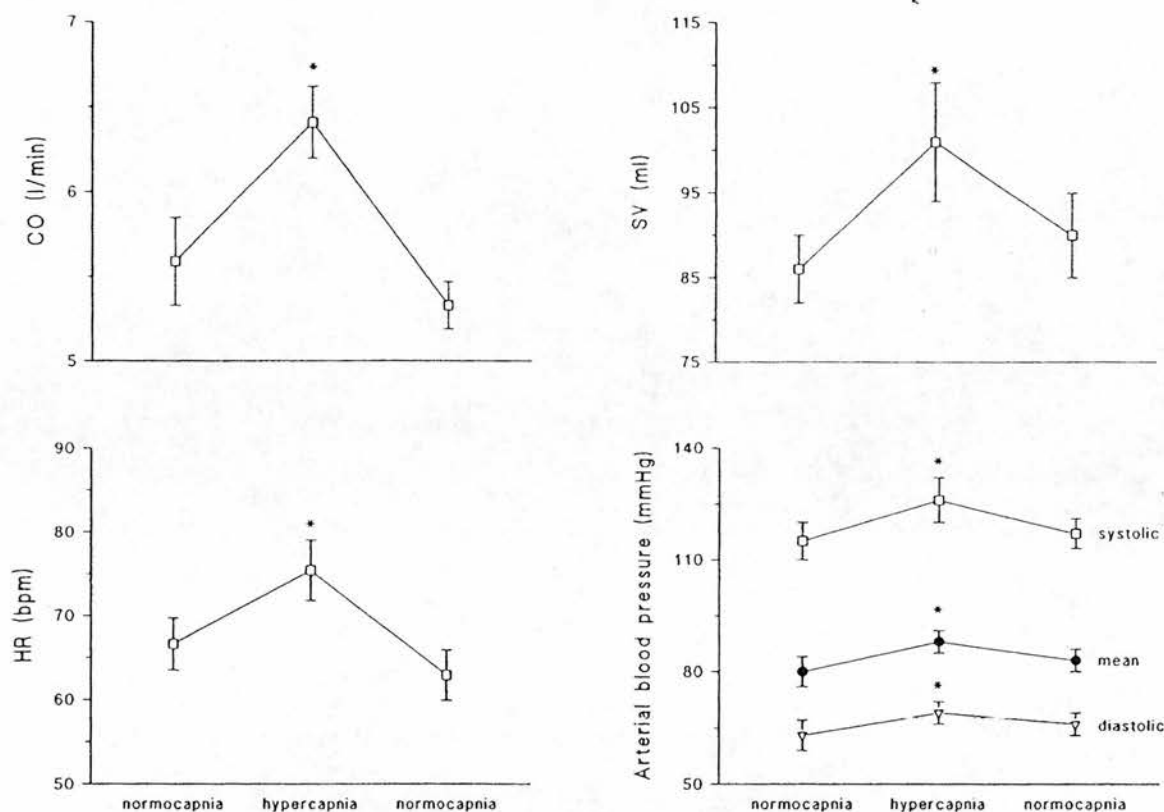 7
*
6
5
CO (l/min)
115
*
105
95
85
75
SV (ml)
90
80
*
70
60
50
HR (bpm)
normocapnia hypercapnia normocapnia
140
*
110
*
80
*
50
Arterial blood pressure (mmHg)
systolic
mean
diastolic
normocapnia hypercapnia normocapnia